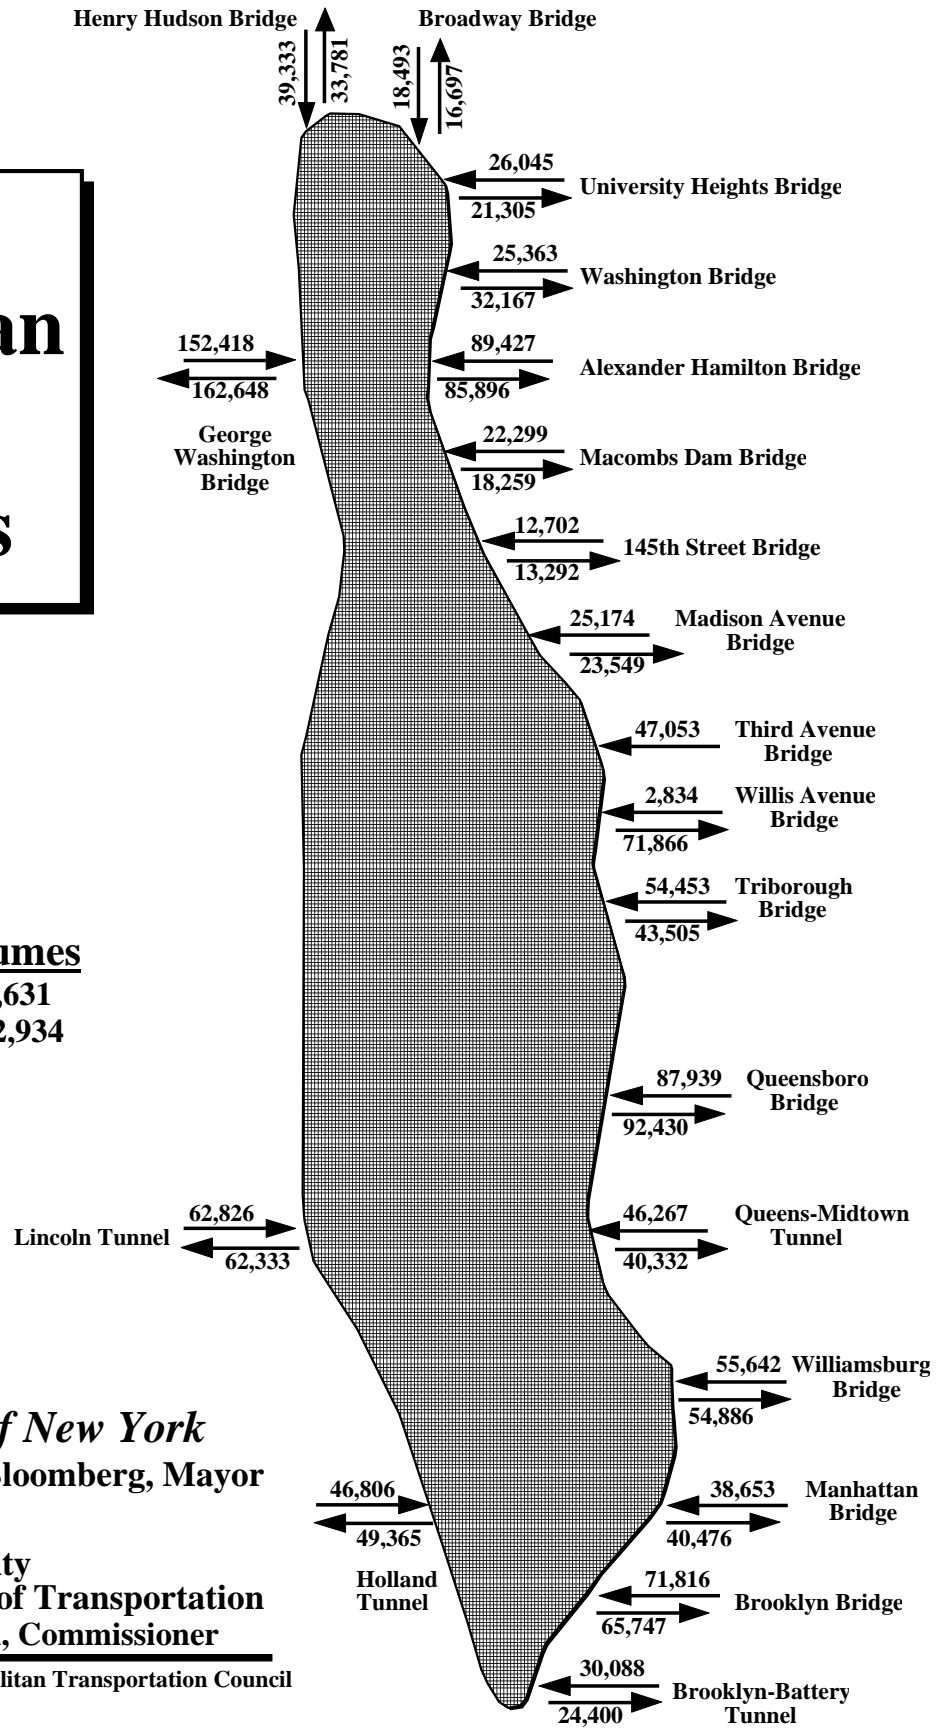 Henry Hudson Bridge
Broadway Bridge
39,333
33,781
18,493
16,697
26,045
University Heights Bridge
21,305
25,363
Washington Bridge
32,167
an
152,418
162,648
George
Washington
Bridge
89,427
Alexander Hamilton Bridge
85,896
22,299
Macombs Dam Bridge
18,259
s
12,702
145th Street Bridge
13,292
25,174
Madison Avenue
Bridge
23,549
47,053
Third Avenue
Bridge
2,834
Willis Avenue
Bridge
71,866
54,453
Triborough
Bridge
43,505
umes
,631
2,934
87,939
Queensboro
Bridge
92,430
62,826
Lincoln Tunnel
62,333
46,267
Queens-Midtown
Tunnel
40,332
55,642
Williamsburg
Bridge
54,886
f New York
Bloomberg, Mayor
46,806
49,365
Holland
Tunnel
38,653
Manhattan
Bridge
40,476
ity
of Transportation
, Commissioner
litan Transportation Council
71,816
Brooklyn Bridge
65,747
30,088
Brooklyn-Battery
Tunnel
24,400